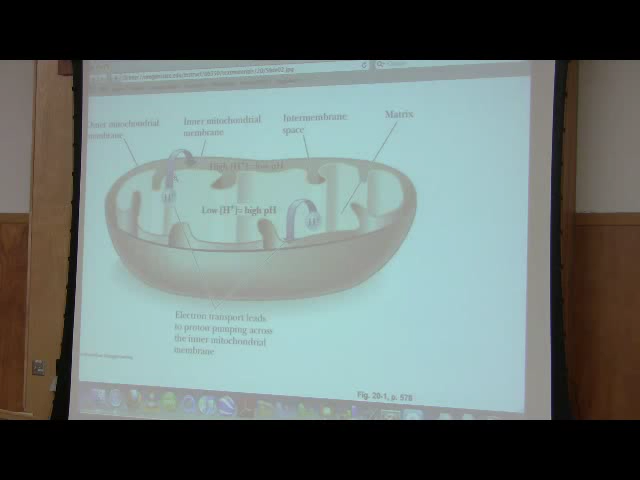 Outer mitochondrial
membrane
Inner mitochondrial
membrane
Intermembrane
space
Matrix
High [H⁺]=low pH
H⁺
Low [H⁺]= high pH
H⁺
Electron transport leads
to proton pumping across
the inner mitochondrial
membrane
Fig. 20-1, p. 578